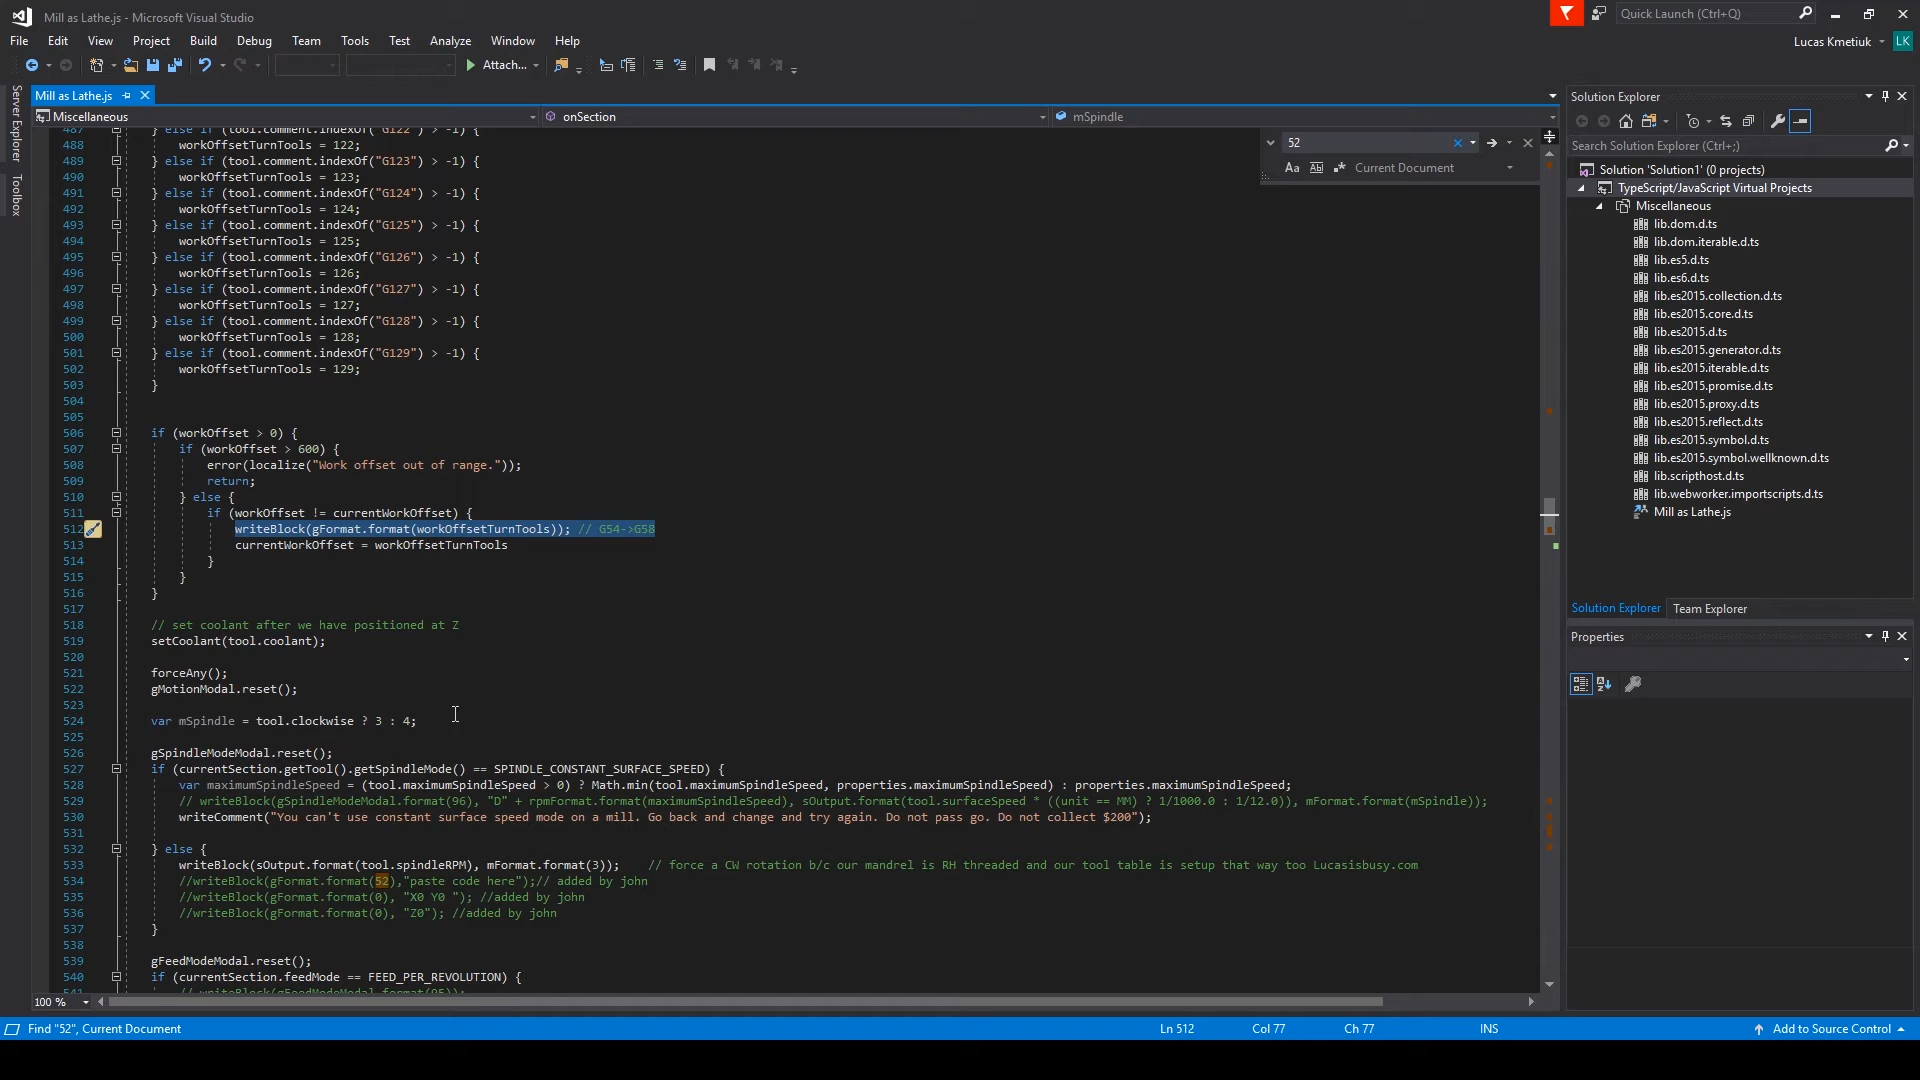 Mill as Lathe.js - Microsoft Visual Studio
Quick Launch (Ctrl+Q)
File Edit View Project Build Debug Team Tools Test Analyze Window Help
Lucas Kmetiuk LK
Attach...
Server Explorer
Toolbox
Mill as Lathe.js
Miscellaneous onSection mSpindle
52
Aa Ab Current Document
487 } else if (tool.comment.indexOf("G122") > -1) {
488 workOffsetTurnTools = 122;
489 } else if (tool.comment.indexOf("G123") > -1) {
490 workOffsetTurnTools = 123;
491 } else if (tool.comment.indexOf("G124") > -1) {
492 workOffsetTurnTools = 124;
493 } else if (tool.comment.indexOf("G125") > -1) {
494 workOffsetTurnTools = 125;
495 } else if (tool.comment.indexOf("G126") > -1) {
496 workOffsetTurnTools = 126;
497 } else if (tool.comment.indexOf("G127") > -1) {
498 workOffsetTurnTools = 127;
499 } else if (tool.comment.indexOf("G128") > -1) {
500 workOffsetTurnTools = 128;
501 } else if (tool.comment.indexOf("G129") > -1) {
502 workOffsetTurnTools = 129;
503 }
504
505
506 if (workOffset > 0) {
507 if (workOffset > 600) {
508 error(localize("Work offset out of range."));
509 return;
510 } else {
511 if (workOffset != currentWorkOffset) {
512 writeBlock(gFormat.format(workOffsetTurnTools)); // G54->G58
513 currentWorkOffset = workOffsetTurnTools
514 }
515 }
516 }
517
518 // set coolant after we have positioned at Z
519 setCoolant(tool.coolant);
520
521 forceAny();
522 gMotionModal.reset();
523
524 var mSpindle = tool.clockwise ? 3 : 4;
525
526 gSpindleModeModal.reset();
527 if (currentSection.getTool().getSpindleMode() == SPINDLE_CONSTANT_SURFACE_SPEED) {
528 var maximumSpindleSpeed = (tool.maximumSpindleSpeed > 0) ? Math.min(tool.maximumSpindleSpeed, properties.maximumSpindleSpeed) : properties.maximumSpindleSpeed;
529 // writeBlock(gSpindleModeModal.format(96), "D" + rpmFormat.format(maximumSpindleSpeed), sOutput.format(tool.surfaceSpeed * ((unit == MM) ? 1/1000.0 : 1/12.0)), mFormat.format(mSpindle));
530 writeComment("You can't use constant surface speed mode on a mill. Go back and change and try again. Do not pass go. Do not collect $200");
531
532 } else {
533 writeBlock(sOutput.format(tool.spindleRPM), mFormat.format(3)); // force a CW rotation b/c our mandrel is RH threaded and our tool table is setup that way too Lucasisbusy.com
534 //writeBlock(gFormat.format(52),"paste code here");// added by john
535 //writeBlock(gFormat.format(0), "X0 Y0 "); //added by john
536 //writeBlock(gFormat.format(0), "Z0"); //added by john
537 }
538
539 gFeedModeModal.reset();
540 if (currentSection.feedMode == FEED_PER_REVOLUTION) {
541 // writeBlock(gFeedModeModal.format(95));
100 %
Solution Explorer
Search Solution Explorer (Ctrl+;)
Solution 'Solution1' (0 projects)
TypeScript/JavaScript Virtual Projects
Miscellaneous
lib.dom.d.ts
lib.dom.iterable.d.ts
lib.es5.d.ts
lib.es6.d.ts
lib.es2015.collection.d.ts
lib.es2015.core.d.ts
lib.es2015.d.ts
lib.es2015.generator.d.ts
lib.es2015.iterable.d.ts
lib.es2015.promise.d.ts
lib.es2015.proxy.d.ts
lib.es2015.reflect.d.ts
lib.es2015.symbol.d.ts
lib.es2015.symbol.wellknown.d.ts
lib.scripthost.d.ts
lib.webworker.importscripts.d.ts
Mill as Lathe.js
Solution Explorer Team Explorer
Properties
Find "52", Current Document Ln 512 Col 77 Ch 77 INS Add to Source Control